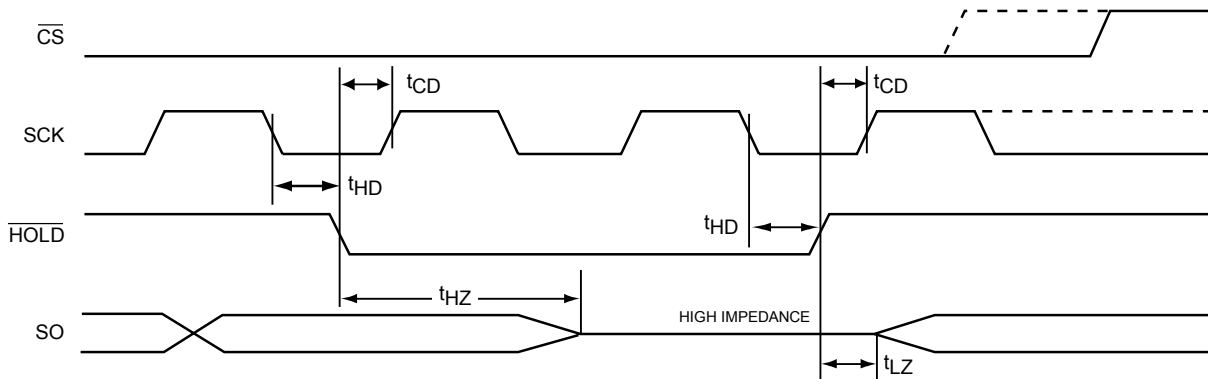 CS
tCD
tCD
SCK
tHD
HOLD
tHD
tHZ
HIGH IMPEDANCE
SO
tLZ